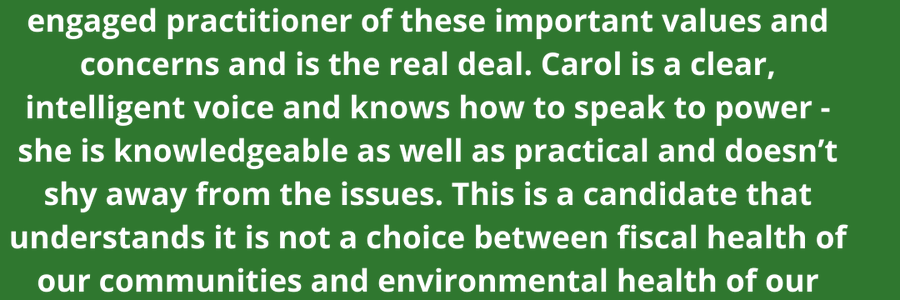 engaged practitioner of these important values and
concerns and is the real deal. Carol is a clear,
intelligent voice and knows how to speak to power -
she is knowledgeable as well as practical and doesn’t
shy away from the issues. This is a candidate that
understands it is not a choice between fiscal health of
our communities and environmental health of our